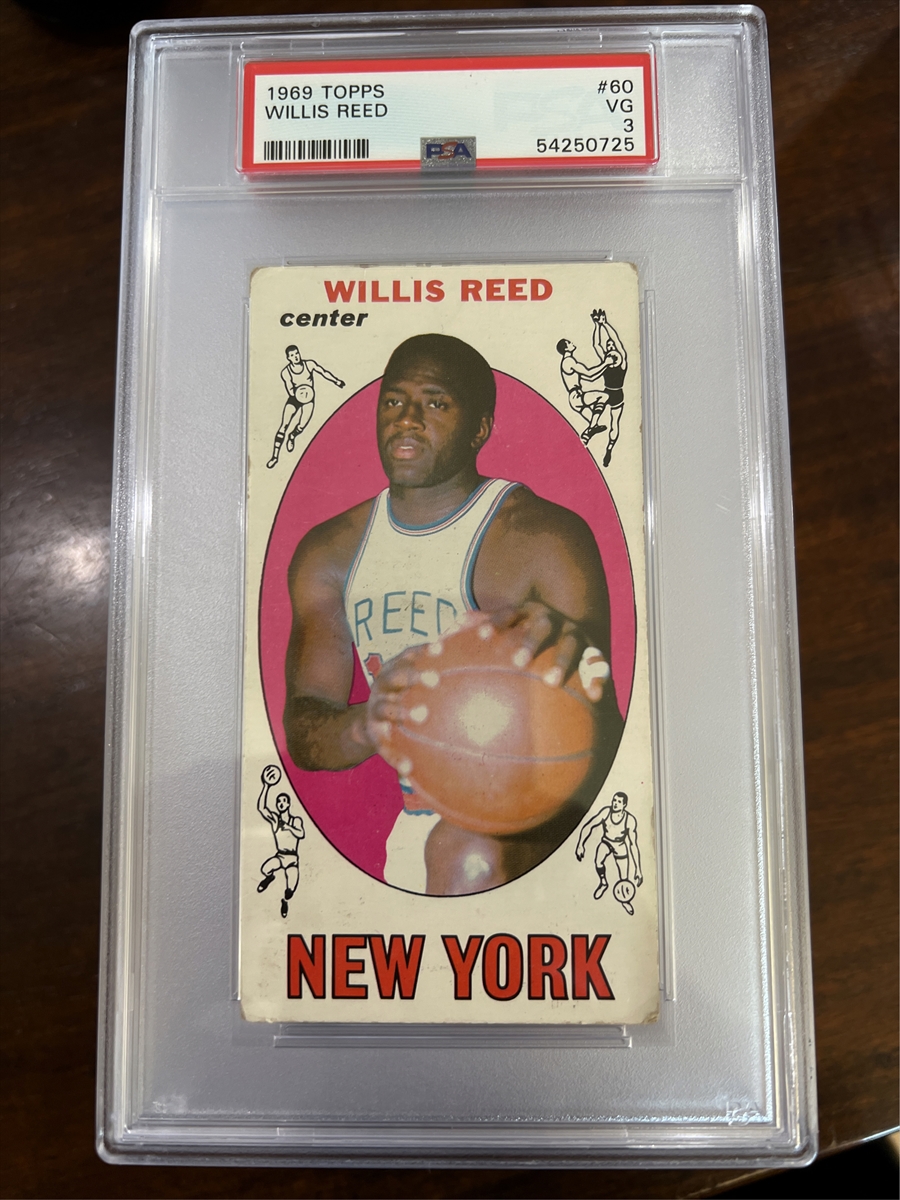 1969 TOPPS #60
WILLIS REED VG
3
PSA 54250725
WILLIS REED
center
REED
NEW YORK